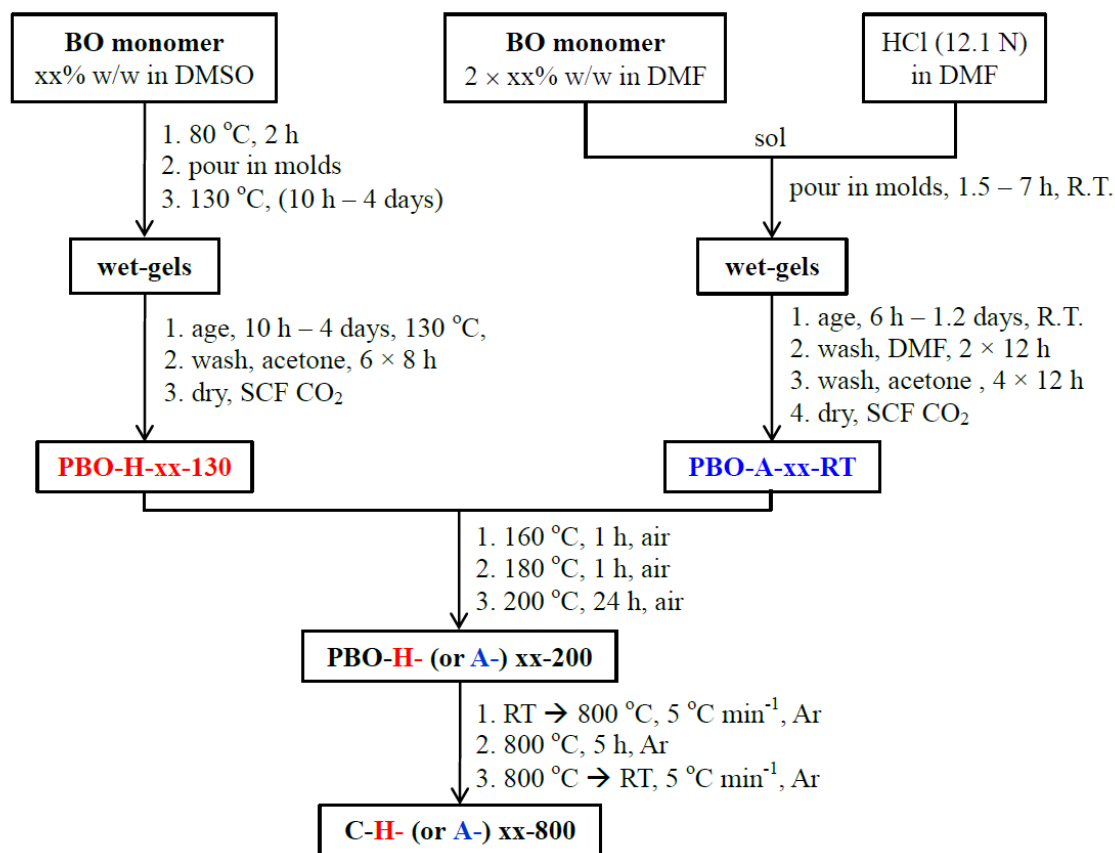 BO monomer
xx% w/w in DMSO
BO monomer
2 × xx% w/w in DMF
HCl (12.1 N)
in DMF
1. 80 °C, 2 h
2. pour in molds
3. 130 °C, (10 h – 4 days)
sol
pour in molds, 1.5 – 7 h, R.T.
wet-gels
wet-gels
1. age, 10 h – 4 days, 130 °C,
2. wash, acetone, 6 × 8 h
3. dry, SCF CO₂
1. age, 6 h – 1.2 days, R.T.
2. wash, DMF, 2 × 12 h
3. wash, acetone , 4 × 12 h
4. dry, SCF CO₂
PBO-H-xx-130
PBO-A-xx-RT
1. 160 °C, 1 h, air
2. 180 °C, 1 h, air
3. 200 °C, 24 h, air
PBO-H- (or A-) xx-200
1. RT → 800 °C, 5 °C min⁻¹, Ar
2. 800 °C, 5 h, Ar
3. 800 °C → RT, 5 °C min⁻¹, Ar
C-H- (or A-) xx-800